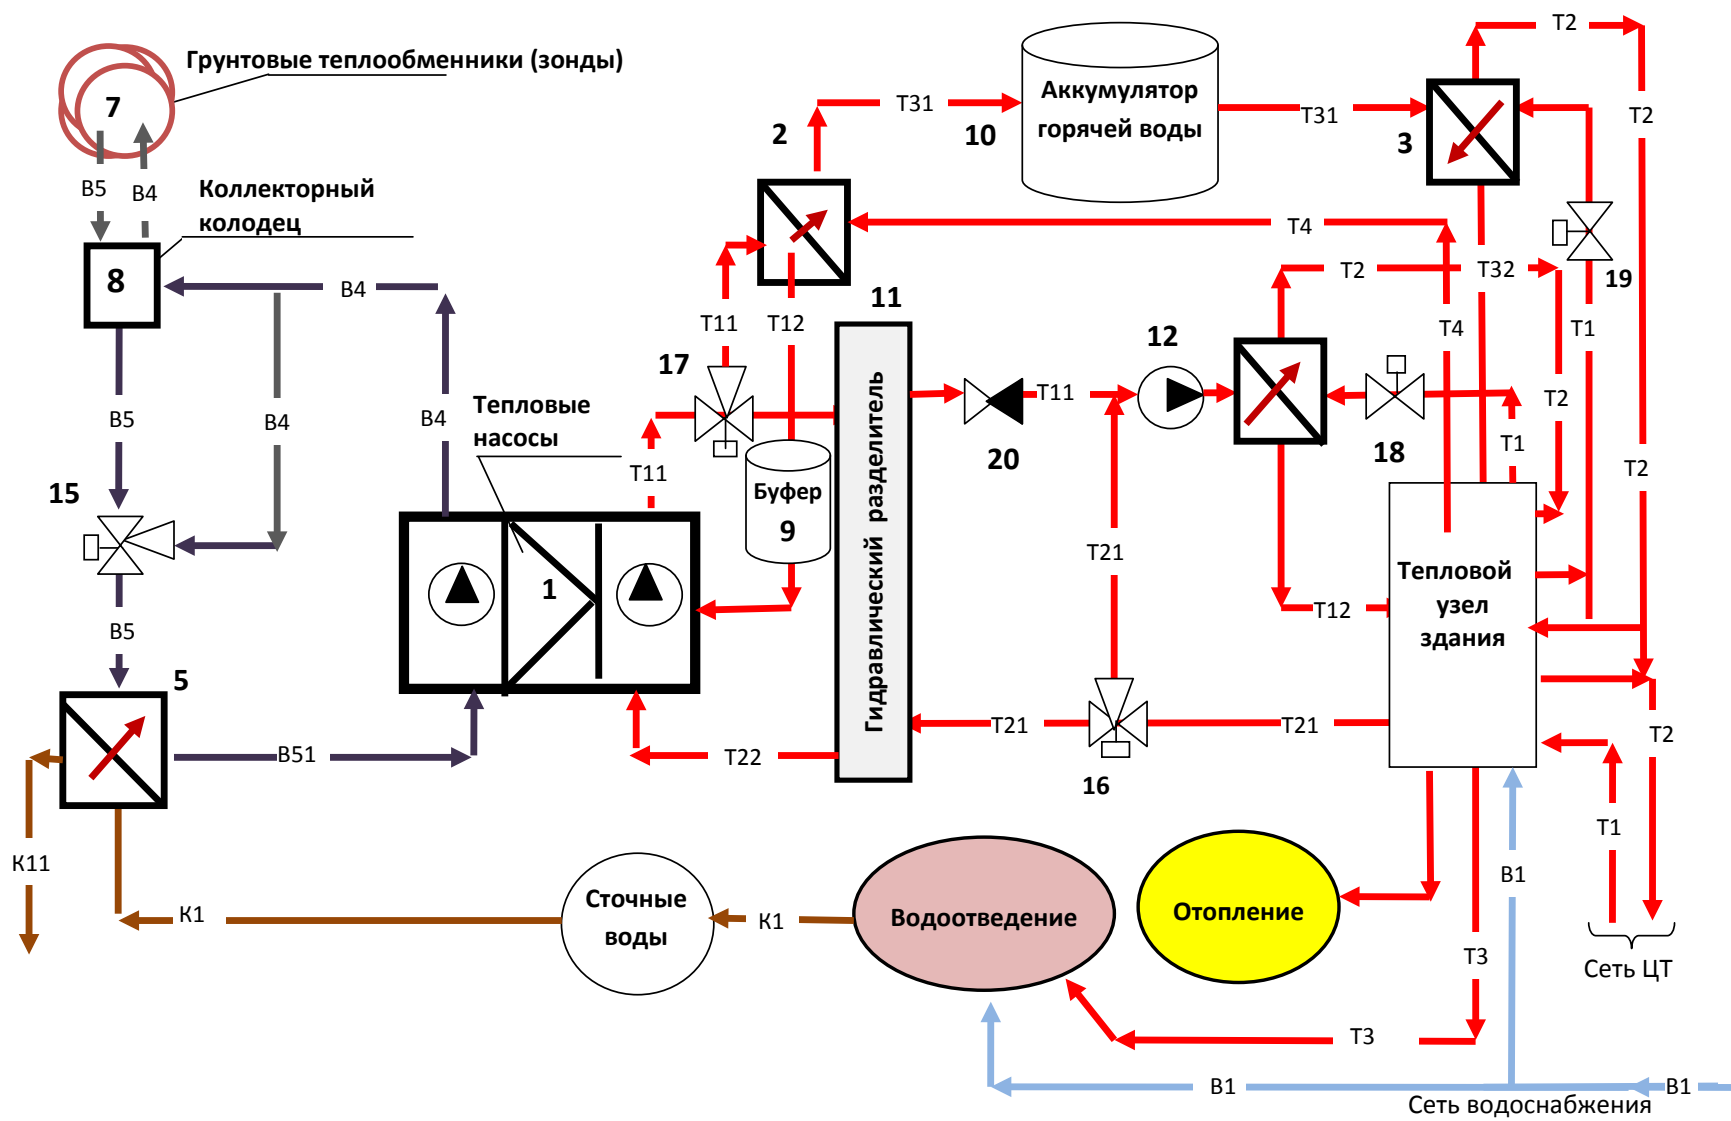 Т2
Грунтовые теплообменники (зонды)
Аккумулятор
горячей воды
7
Т31
10
Т31
Т2
2
3
В5
В4
Коллекторный
колодец
Т4
8
Т2
Т32
19
В4
11
Т11
Т12
12
Т4
Т1
17
Тепловые
насосы
Т11
Т2
В5
В4
В4
Т1
20
18
Т2
Т11
Буфер
9
15
Гидравлический разделитель
Т21
Тепловой
узел
здания
1
Т12
В5
5
В51
Т22
Т21
Т21
Т2
16
Т1
К11
В1
Сточные
воды
К1
К1
Водоотведение
Отопление
Т3
Сеть ЦТ
Т3
В1
В1
Сеть водоснабжения